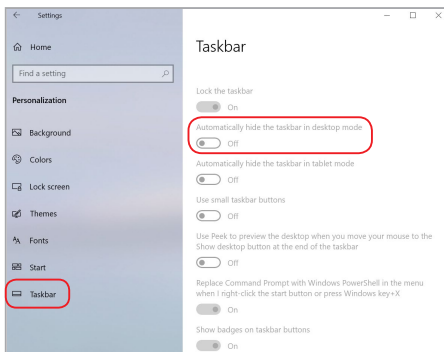 Settings
Home
Find a setting
Personalization
Background
Colors
Lock screen
Themes
Fonts
Start
Taskbar
Taskbar
Lock the taskbar
On
Automatically hide the taskbar in desktop mode
Off
Automatically hide the taskbar in tablet mode
Off
Use small taskbar buttons
Off
Use Peek to preview the desktop when you move your mouse to the
Show desktop button at the end of the taskbar
Off
Replace Command Prompt with Windows PowerShell in the menu
when I right-click the start button or press Windows key+X
On
Show badges on taskbar buttons
On